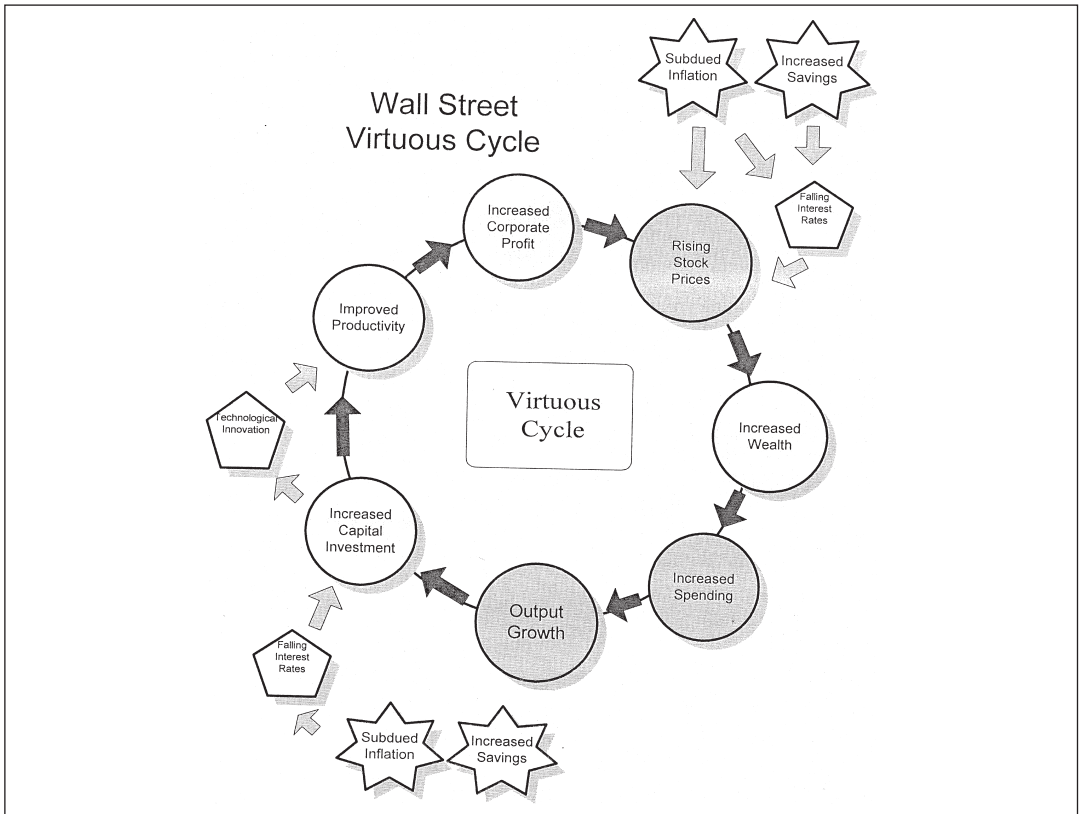 Subdued
Inflation
Increased
Savings
Wall Street
Virtuous Cycle
Falling
Interest
Rates
Increased
Corporate
Profit
Rising
Stock
Prices
Improved
Productivity
Virtuous
Cycle
Technological
Innovation
Increased
Wealth
Increased
Capital
Investment
Output
Growth
Increased
Spending
Falling
Interest
Rates
Subdued
Inflation
Increased
Savings